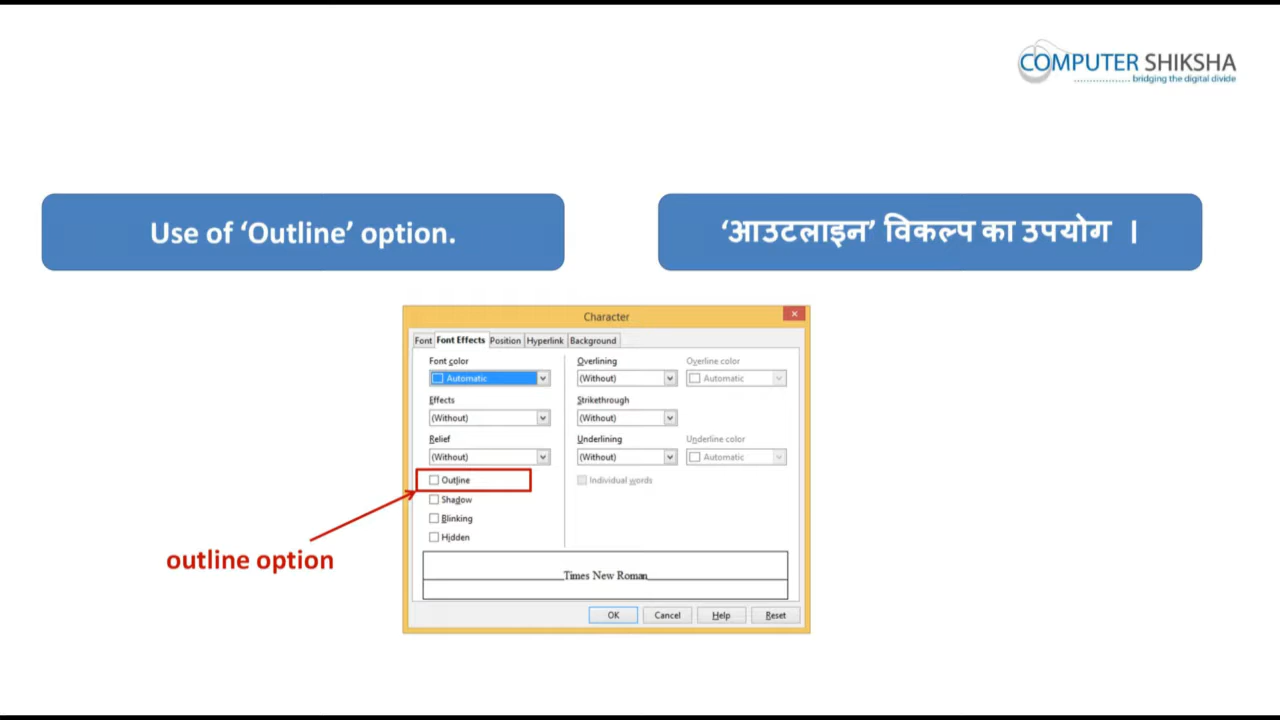 COMPUTER SHIKSHA
bridging the digital divide
Use of ‘Outline’ option.
‘आउटलाइन’ विकल्प का उपयोग ।
Character
Font Font Effects Position Hyperlink Background
Font color
Automatic
Effects
(Without)
Relief
(Without)
Outline
Shadow
Blinking
Hidden
Overlining Overline color
(Without) Automatic
Strikethrough
(Without)
Underlining Underline color
(Without) Automatic
Individual words
outline option
Times New Roman
OK Cancel Help Reset